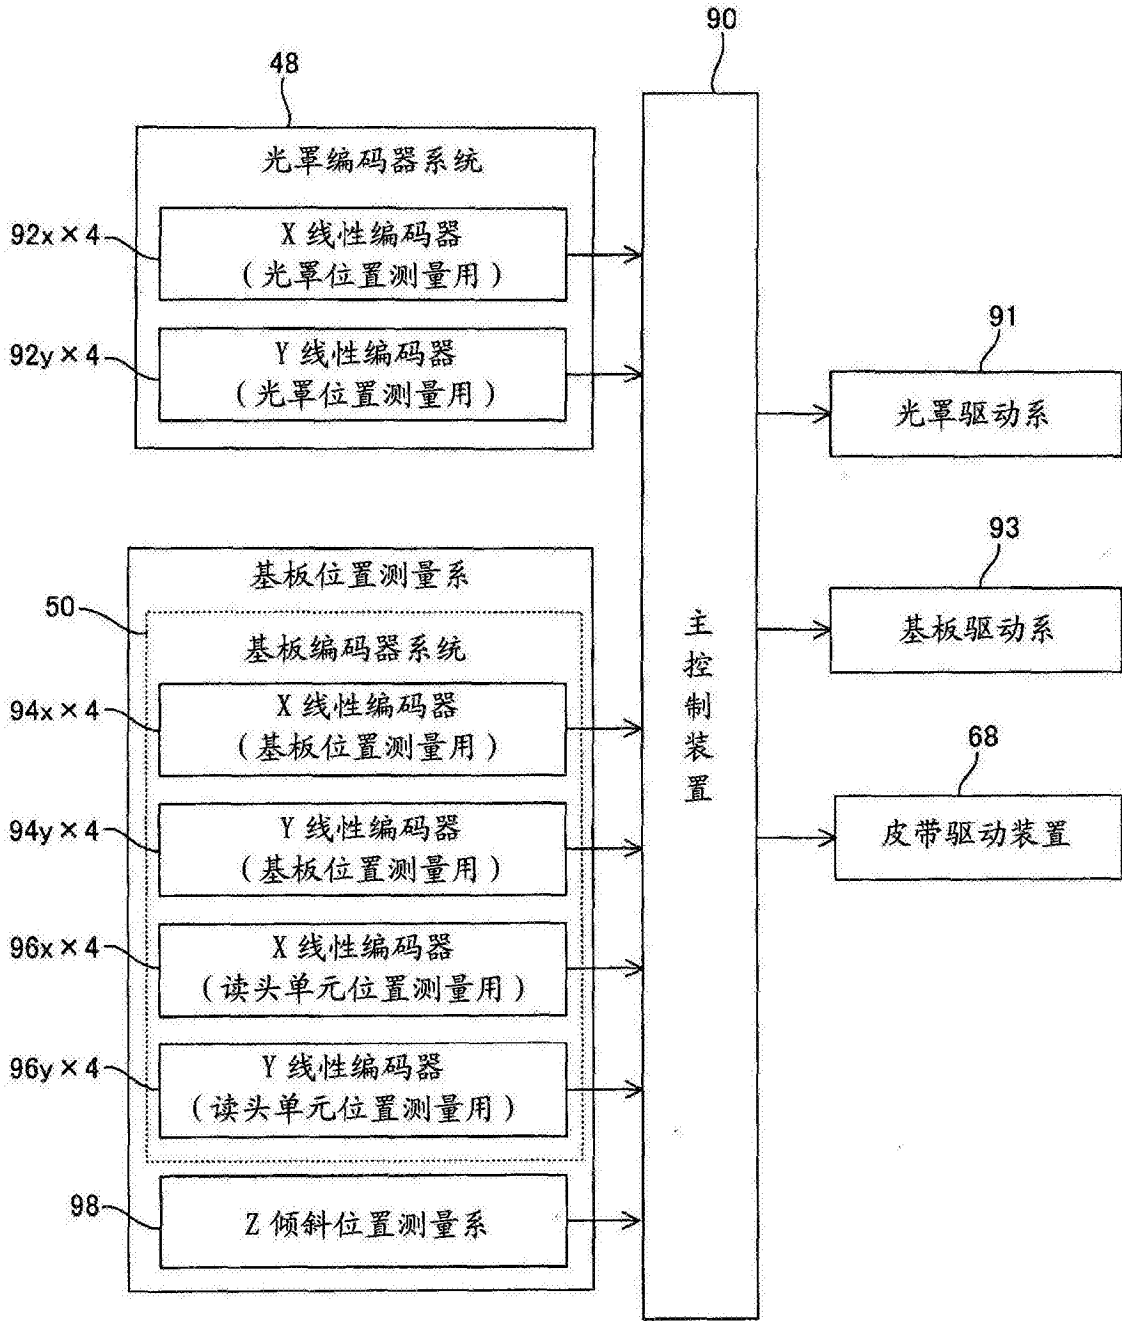 90
48
光罩编码器系统
92x×4
X 线性编码器
(光罩位置测量用)
92y×4
Y 线性编码器
(光罩位置测量用)
91
光罩驱动系
基板位置测量系
50
基板编码器系统
94x×4
X 线性编码器
(基板位置测量用)
94y×4
Y 线性编码器
(基板位置测量用)
96x×4
X 线性编码器
(读头单元位置测量用)
96y×4
Y 线性编码器
(读头单元位置测量用)
98
Z 倾斜位置测量系
主
控
制
装
置
93
基板驱动系
68
皮带驱动装置